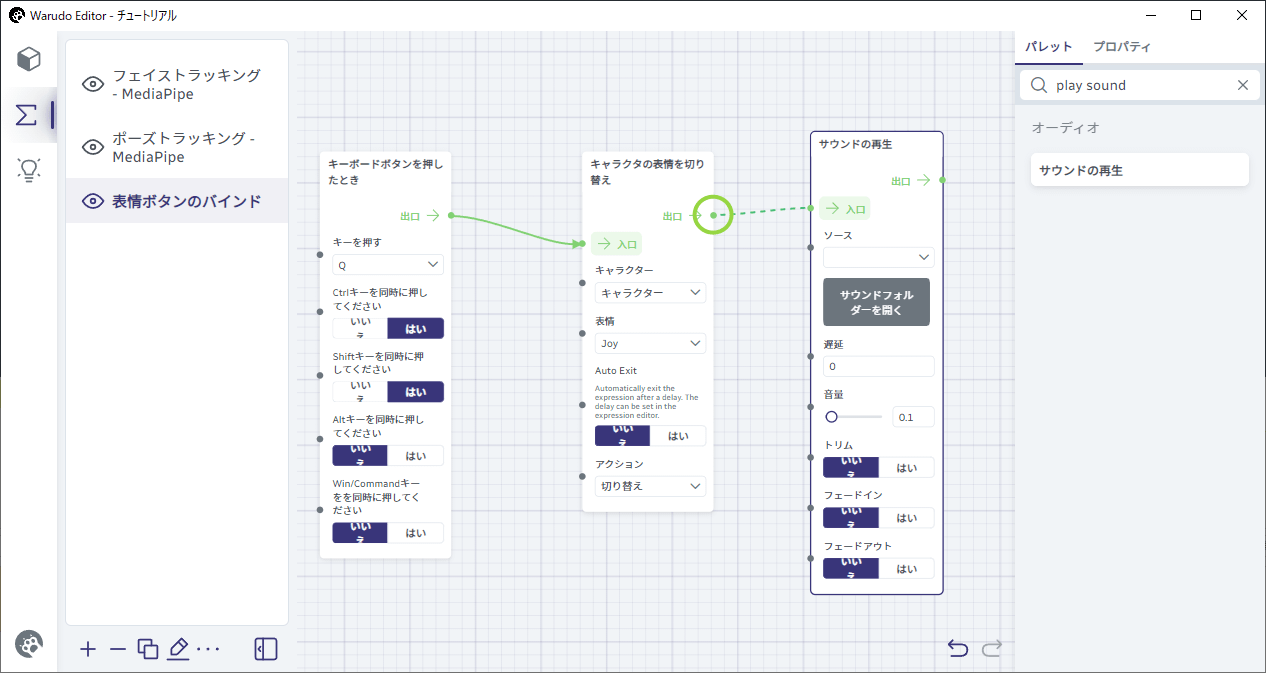 Warudo Editor - チュートリアル
フェイストラッキング
- MediaPipe
ポーズトラッキング -
MediaPipe
表情ボタンのバインド
キーボードボタンを押し
たとき
出口
キーを押す
Q
Ctrlキーを同時に押し
てください
いい
え
はい
Shiftキーを同時に押
してください
いい
え
はい
Altキーを同時に押し
てください
いい
え
はい
Win/Commandキー
をを同時に押してく
ださい
いい
え
はい
キャラクタの表情を切り
替え
出口
入口
キャラクター
キャラクター
表情
Joy
Auto Exit
Automatically exit the
expression after a delay. The
delay can be set in the
expression editor.
いい
え
はい
アクション
切り替え
サウンドの再生
出口
入口
ソース
サウンドフォル
ダーを開く
遅延
0
音量
0.1
トリム
いい
え
はい
フェードイン
いい
え
はい
フェードアウト
いい
え
はい
パレット
プロパティ
play sound
オーディオ
サウンドの再生